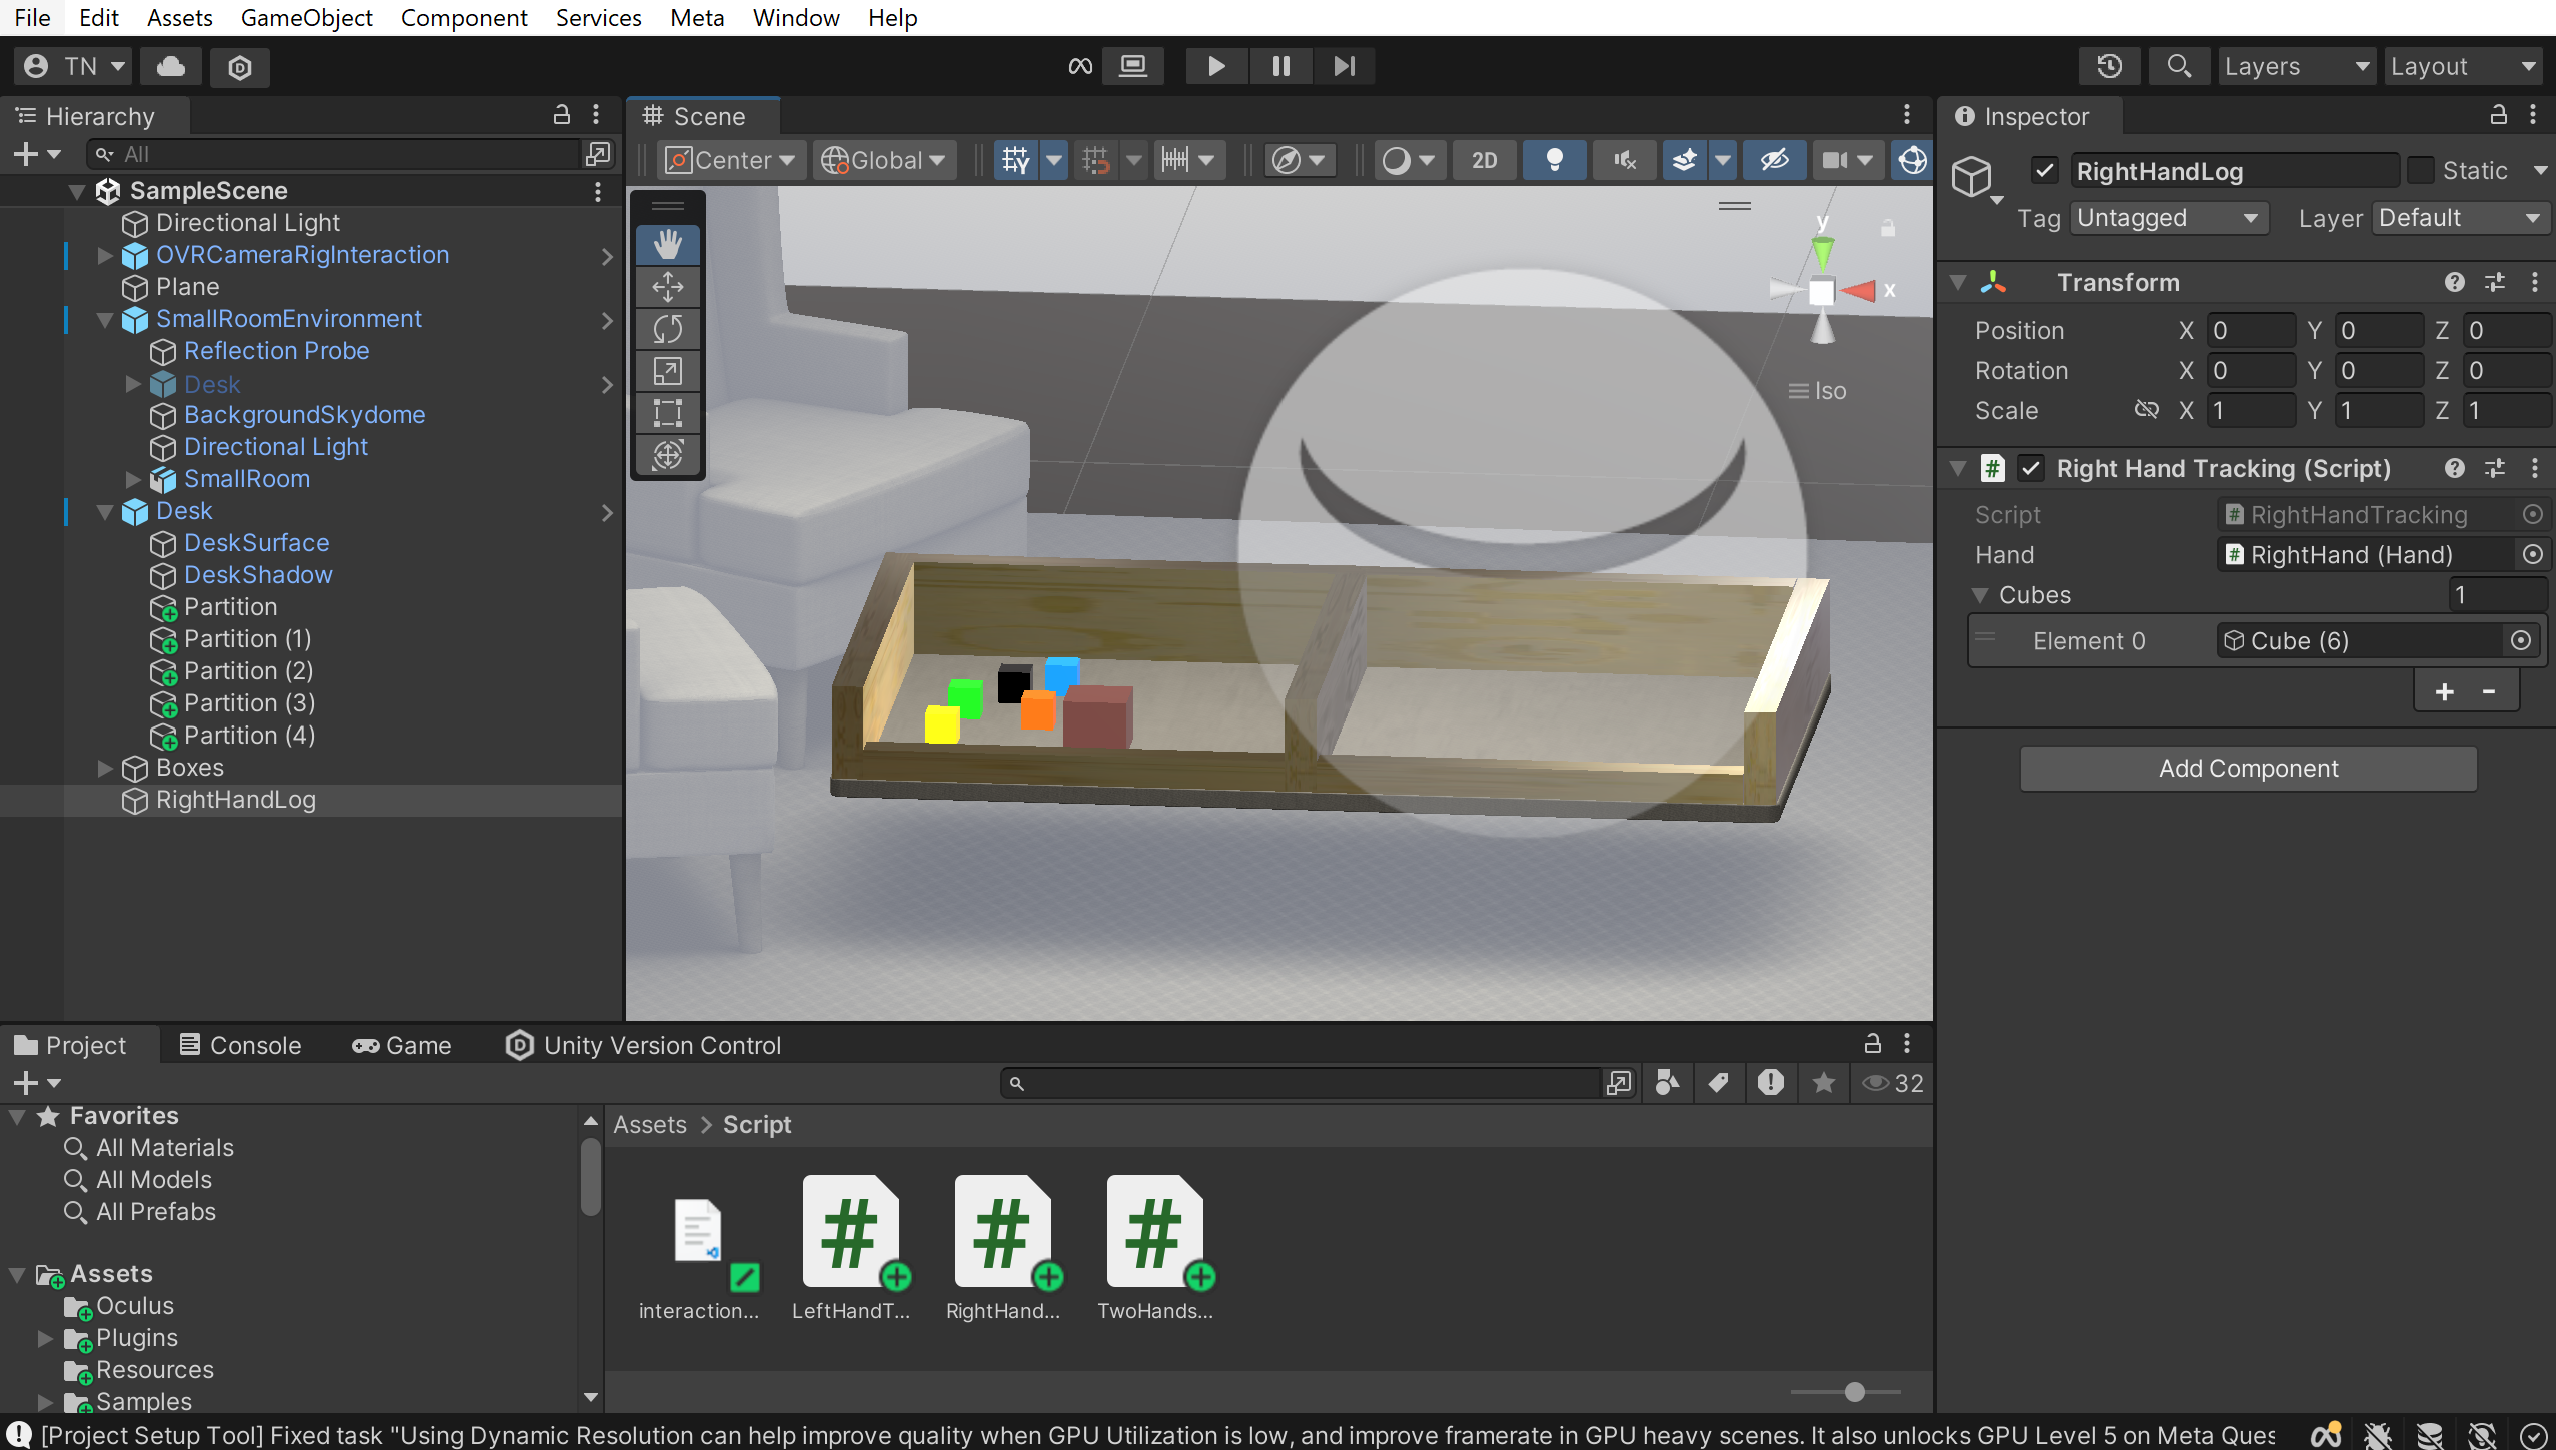 File Edit Assets GameObject Component Services Meta Window Help
TN
Layers
Layout
Hierarchy
All
SampleScene
Directional Light
OVRCameraRigInteraction
Plane
SmallRoomEnvironment
Reflection Probe
Desk
BackgroundSkydome
Directional Light
SmallRoom
Desk
DeskSurface
DeskShadow
Partition
Partition (1)
Partition (2)
Partition (3)
Partition (4)
Boxes
RightHandLog
Scene
Center
Global
2D
y
x
Iso
Inspector
RightHandLog
Static
Tag Untagged Layer Default
Transform
Position X 0 Y 0 Z 0
Rotation X 0 Y 0 Z 0
Scale X 1 Y 1 Z 1
Right Hand Tracking (Script)
Script RightHandTracking
Hand RightHand (Hand)
Cubes 1
Element 0 Cube (6)
Add Component
Project Console Game Unity Version Control
32
Favorites
All Materials
All Models
All Prefabs
Assets
Oculus
Plugins
Resources
Samples
Assets > Script
interaction...
LeftHandT...
RightHand...
TwoHands...
[Project Setup Tool] Fixed task "Using Dynamic Resolution can help improve quality when GPU Utilization is low, and improve framerate in GPU heavy scenes. It also unlocks GPU Level 5 on Meta Ques